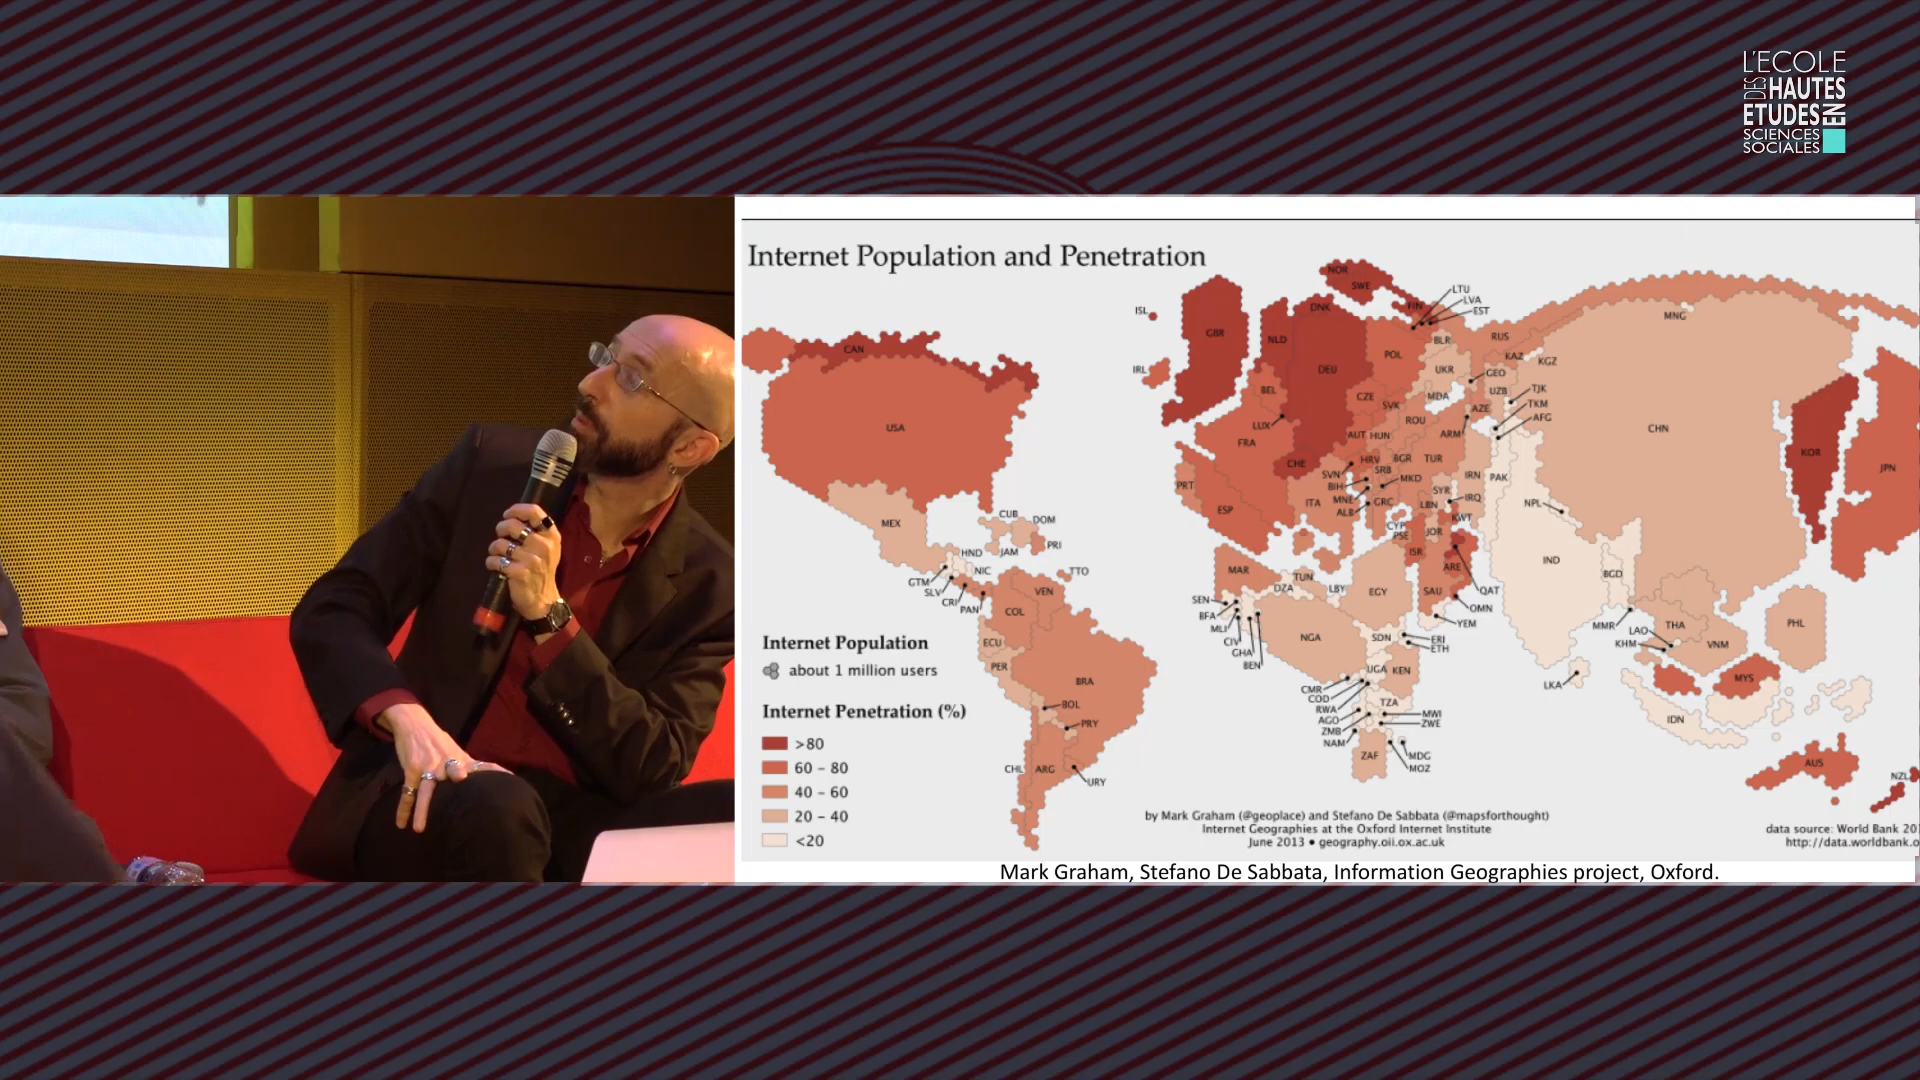 L'ECOLE
DES HAUTES
ETUDES EN
SCIENCES
SOCIALES
Internet Population and Penetration
NOR
SWE
ISL
GBR
NLD
DNK
FIN
LTU
LVA
EST
CAN
IRL
BEL
DEU
POL
BLR
RUS
MNG
UKR
KAZ
KGZ
GEO
UZB
TJK
TKM
AFG
CZE
SVK
MDA
AZE
USA
LUX
FRA
AUT
HUN
ROU
ARM
CHN
KOR
JPN
CHE
SVN
HRV
BGR
TUR
PRT
BIH
SRB
MKD
IRN
PAK
ESP
ITA
MNE
ALB
GRC
SYR
LBN
IRQ
NPL
MEX
CUB
DOM
CYP
PSE
JOR
KWT
HND
JAM
PRI
ISR
GTM
NIC
TTO
MAR
TUN
ARE
IND
BGD
SLV
CRI
PAN
VEN
DZA
LBY
EGY
SAU
QAT
OMN
COL
SEN
BFA
MLI
CIV
GHA
BEN
YEM
MMR
LAO
KHM
THA
VNM
PHL
ECU
NGA
SDN
ERI
ETH
PER
UGA
KEN
BRA
CMR
COD
RWA
AGO
ZMB
NAM
TZA
MWI
ZWE
LKA
MYS
BOL
PRY
IDN
CHL
ARG
URY
ZAF
MDG
MOZ
AUS
NZL
Internet Population
about 1 million users
Internet Penetration (%)
>80
60 – 80
40 – 60
20 – 40
<20
by Mark Graham (@geoplace) and Stefano De Sabbata (@mapsforthought)
Internet Geographies at the Oxford Internet Institute
June 2013 • geography.oii.ox.ac.uk
data source: World Bank 201
http://data.worldbank.o
Mark Graham, Stefano De Sabbata, Information Geographies project, Oxford.